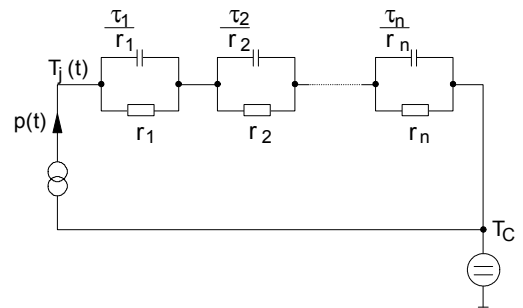 τ1 τ2 τn
r1 r2 rn
Tj (t)
r1 r2 rn
p(t)
TC